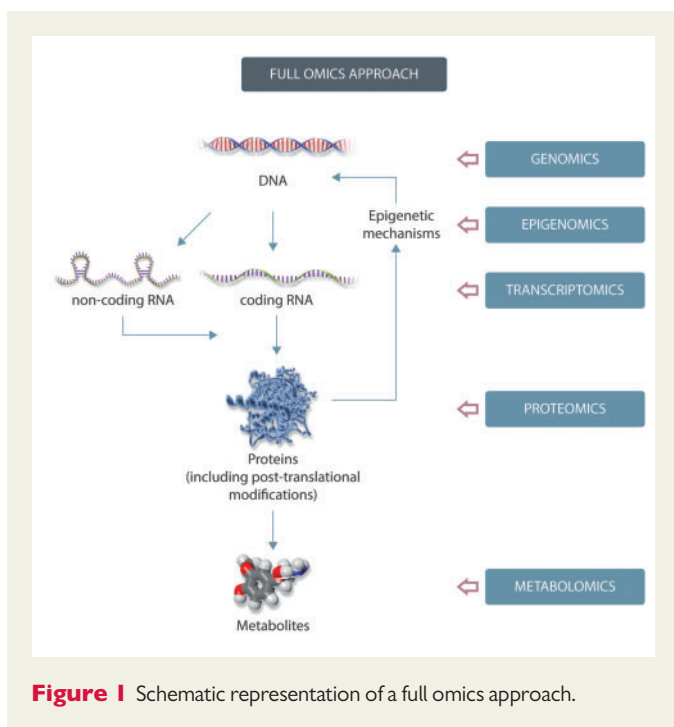 FULL OMICS APPROACH
GENOMICS
DNA
Epigenetic
mechanisms
EPIGENOMICS
non-coding RNA
coding RNA
TRANSCRIPTOMICS
PROTEOMICS
Proteins
(including post-translational
modifications)
METABOLOMICS
Metabolites
Figure 1 Schematic representation of a full omics approach.